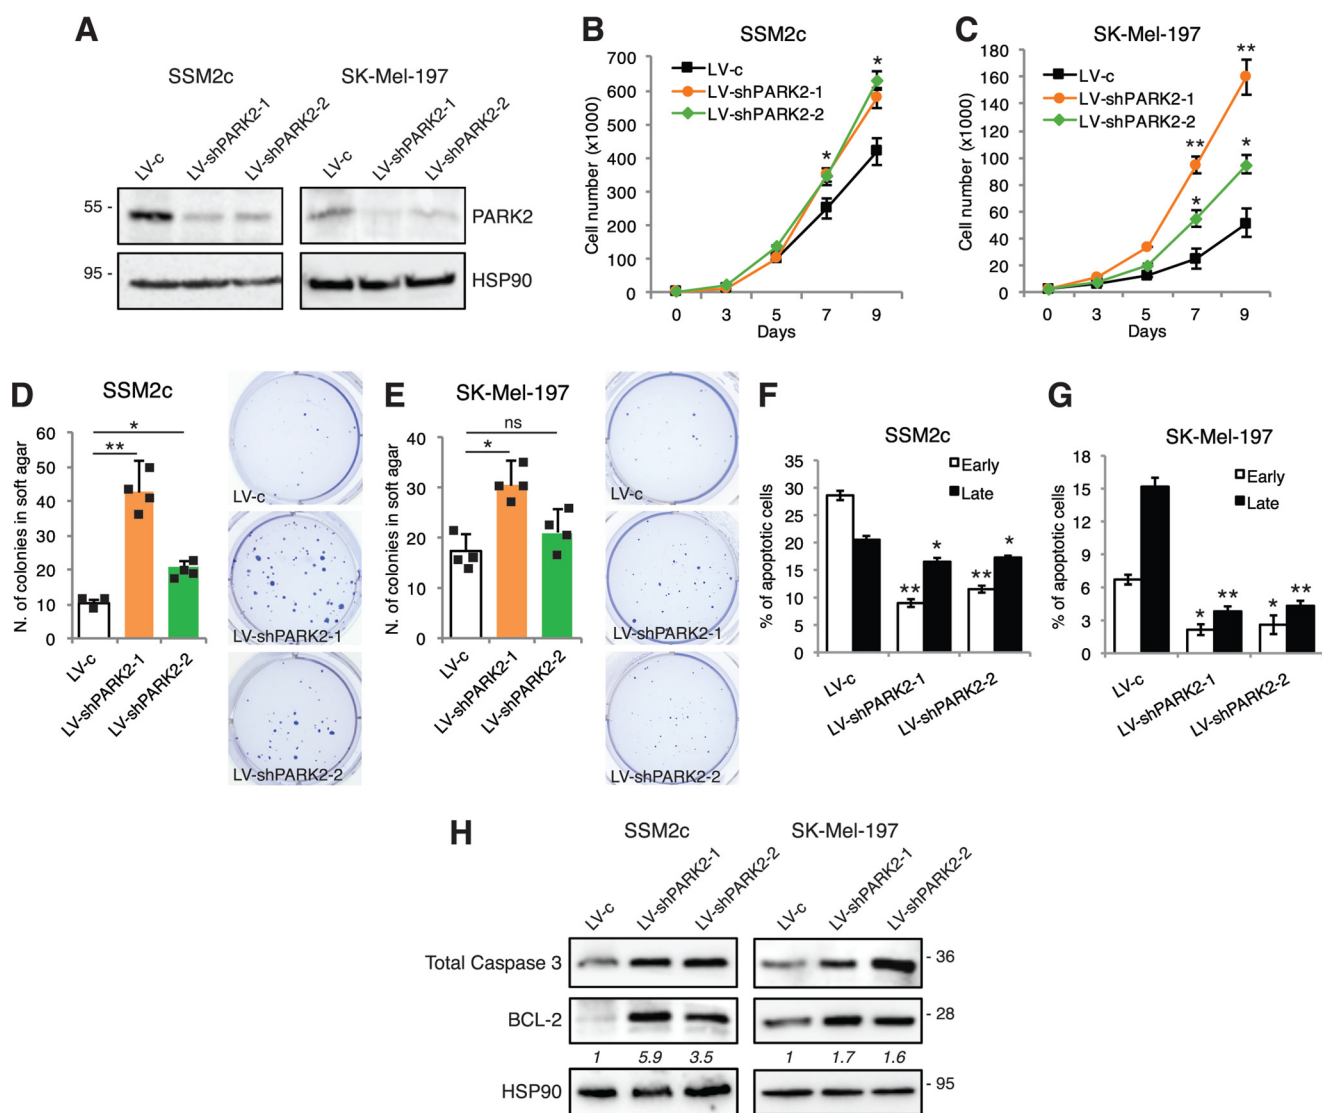 A
SSM2c
SK-Mel-197
LV-c
LV-shPARK2-1
LV-shPARK2-2
LV-c
LV-shPARK2-1
LV-shPARK2-2
55 -
PARK2
95 -
HSP90
B
SSM2c
Cell number (x1000)
700
600
500
400
300
200
100
0
LV-c
LV-shPARK2-1
LV-shPARK2-2
*
*
0 3 5 7 9
Days
C
SK-Mel-197
Cell number (x1000)
180
160
140
120
100
80
60
40
20
0
LV-c
LV-shPARK2-1
LV-shPARK2-2
**
**
*
*
0 3 5 7 9
Days
D
SSM2c
N. of colonies in soft agar
60
50
40
30
20
10
0
*
**
LV-c
LV-shPARK2-1
LV-shPARK2-2
LV-c
LV-shPARK2-1
LV-shPARK2-2
E
SK-Mel-197
N. of colonies in soft agar
40
30
20
10
0
ns
*
LV-c
LV-shPARK2-1
LV-shPARK2-2
LV-c
LV-shPARK2-1
LV-shPARK2-2
F
SSM2c
% of apoptotic cells
35
30
25
20
15
10
5
0
Early
Late
** *
** *
LV-c
LV-shPARK2-1
LV-shPARK2-2
G
SK-Mel-197
% of apoptotic cells
18
15
12
9
6
3
0
Early
Late
* **
* **
LV-c
LV-shPARK2-1
LV-shPARK2-2
H
SSM2c
SK-Mel-197
LV-c
LV-shPARK2-1
LV-shPARK2-2
LV-c
LV-shPARK2-1
LV-shPARK2-2
Total Caspase 3
- 36
BCL-2
- 28
1 5.9 3.5
1 1.7 1.6
HSP90
- 95